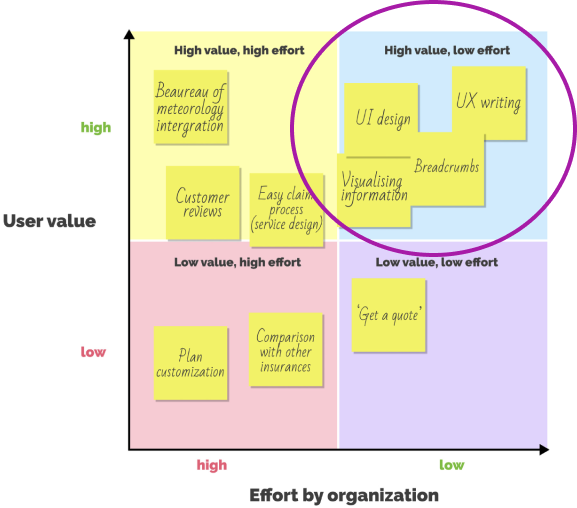 High value, high effort
High value, low effort
Beaureau of
meteorology
intergration
UI design
UX writing
high
Customer
reviews
Easy claim
process
(service design)
Visualising
information
Breadcrumbs
User value
Low value, high effort
Low value, low effort
'Get a quote'
low
Plan
customization
Comparison
with other
insurances
high
low
Effort by organization